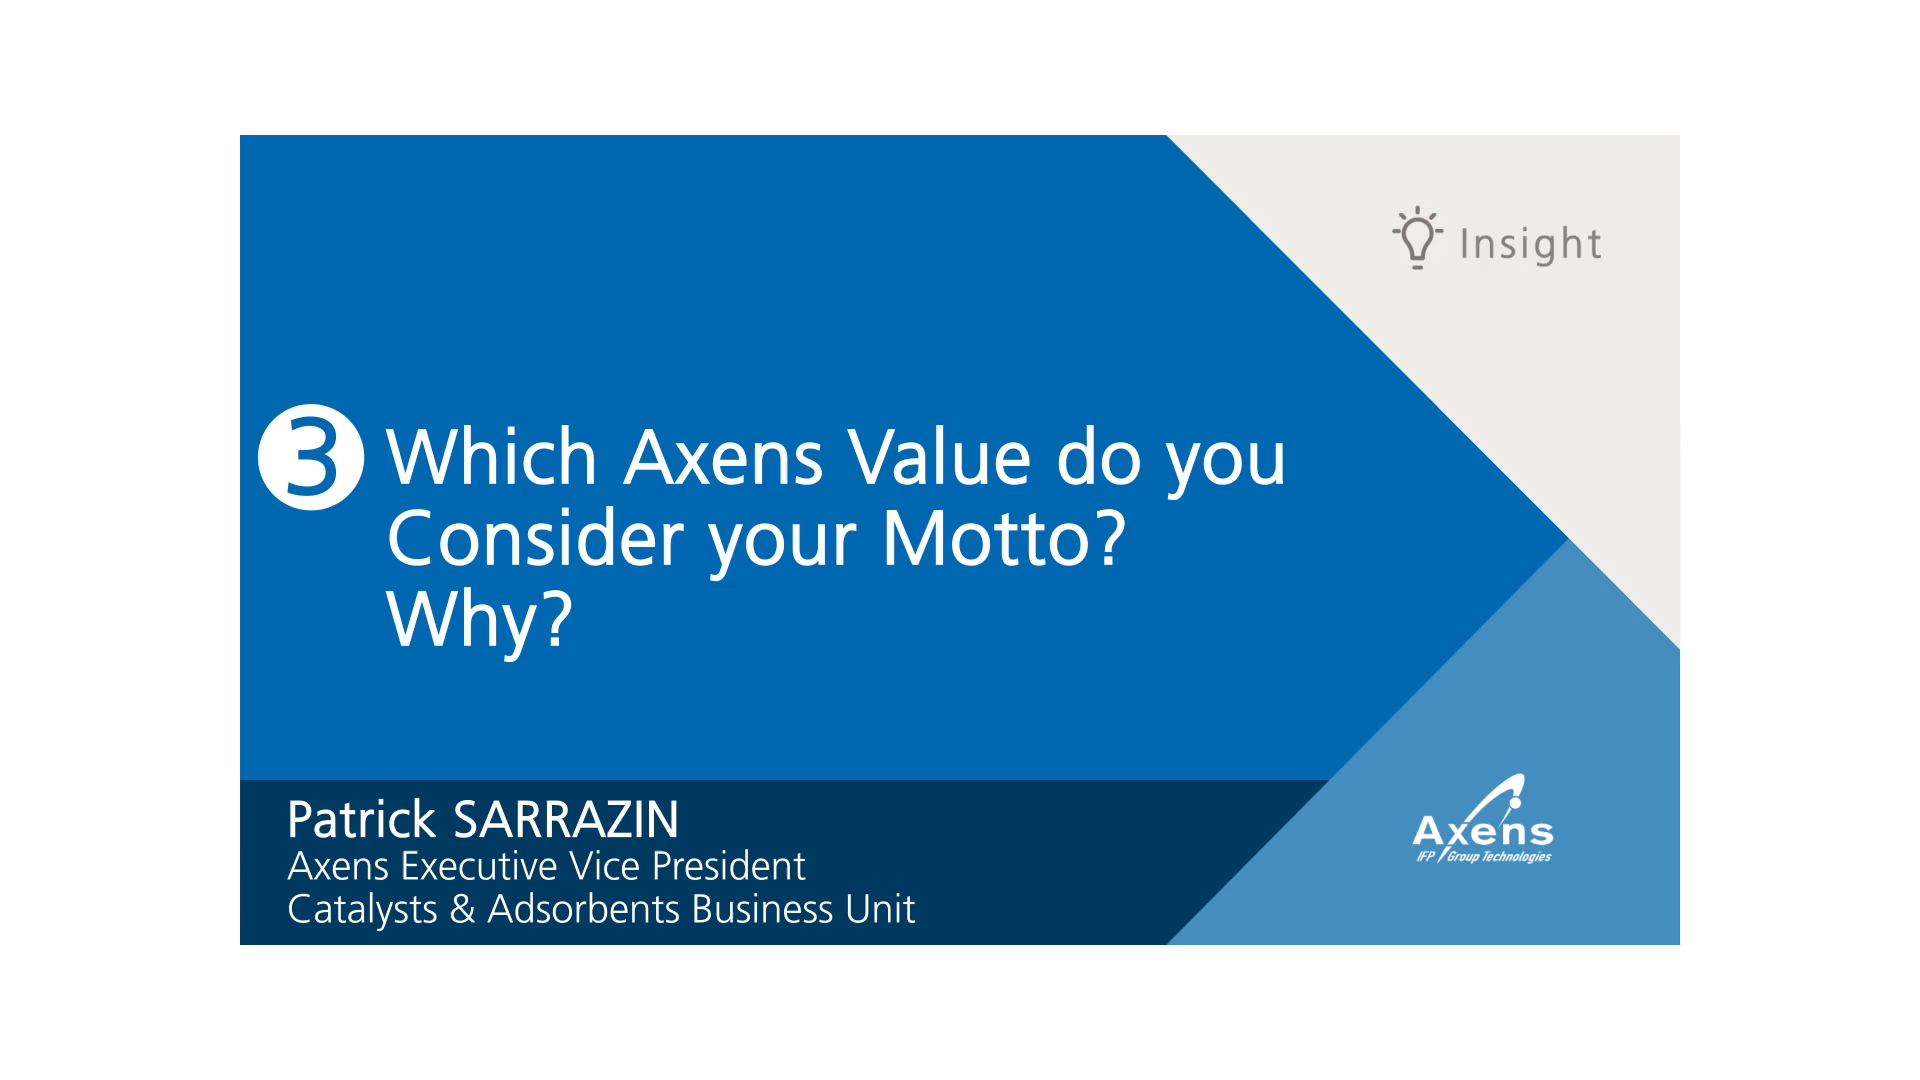 Insight
❸ Which Axens Value do you
Consider your Motto?
Why?
Patrick SARRAZIN
Axens Executive Vice President
Catalysts & Adsorbents Business Unit
Axens
IFP Group Technologies